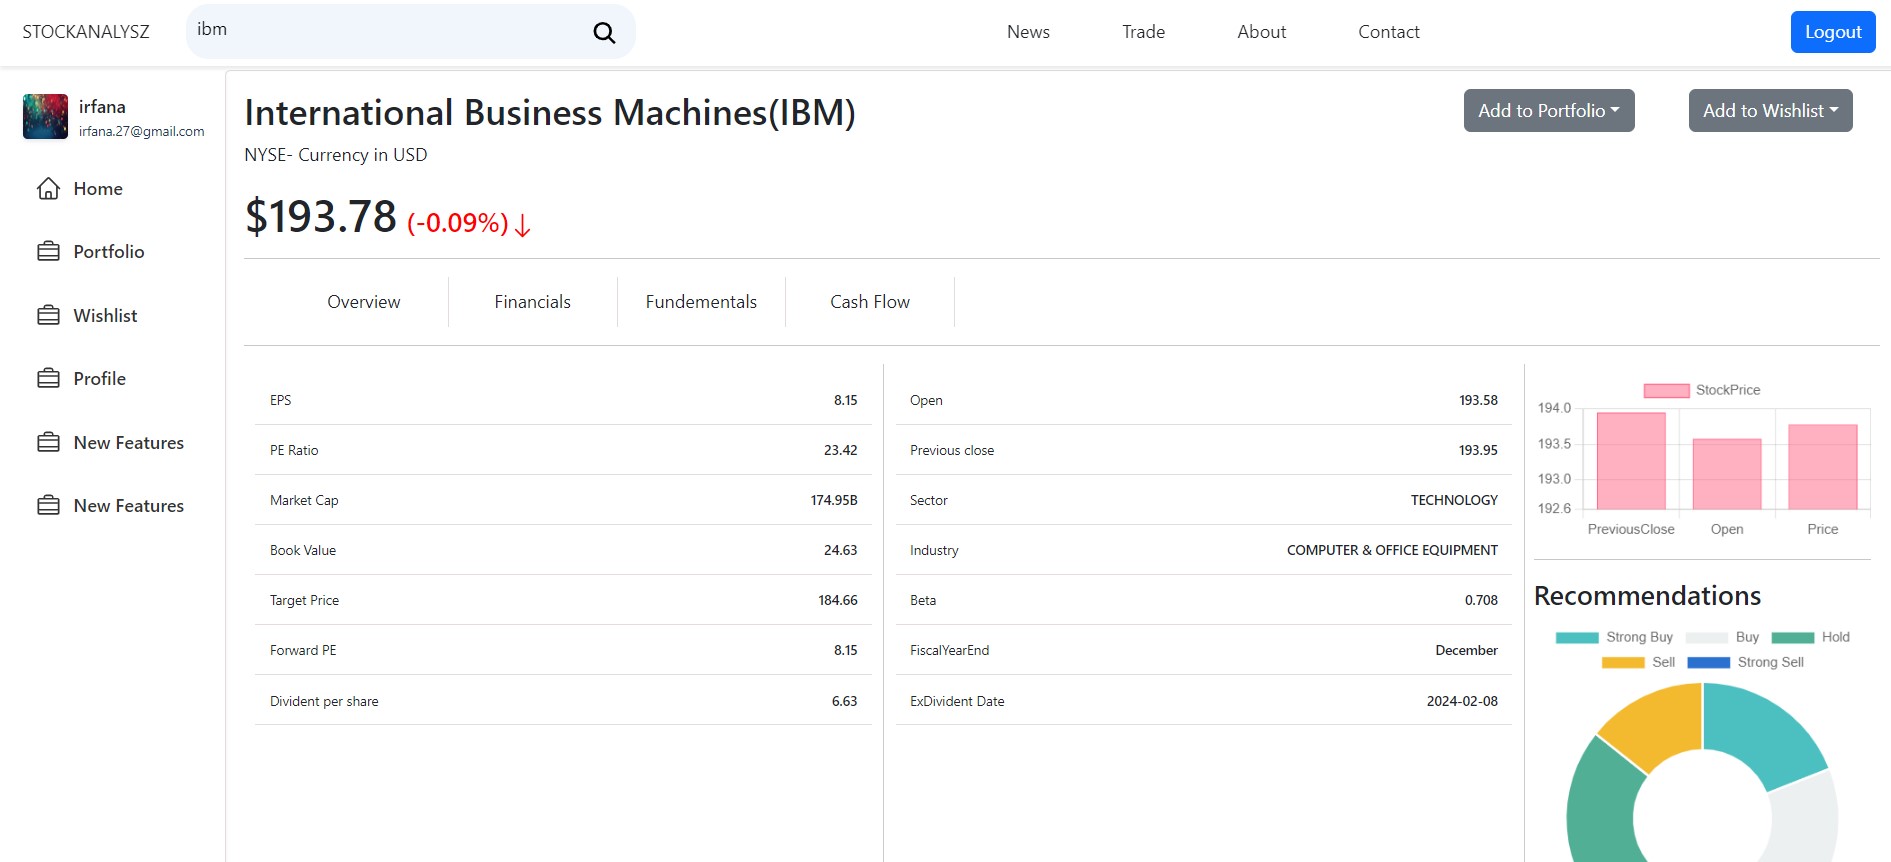 STOCKANALYSZ
ibm
News
Trade
About
Contact
Logout
irfana
irfana.27@gmail.com
Home
Portfolio
Wishlist
Profile
New Features
New Features
International Business Machines(IBM)
Add to Portfolio
Add to Wishlist
NYSE- Currency in USD
$193.78 (-0.09%)↓
Overview
Financials
Fundementals
Cash Flow
EPS 8.15
PE Ratio 23.42
Market Cap 174.95B
Book Value 24.63
Target Price 184.66
Forward PE 8.15
Divident per share 6.63
Open 193.58
Previous close 193.95
Sector TECHNOLOGY
Industry COMPUTER & OFFICE EQUIPMENT
Beta 0.708
FiscalYearEnd December
ExDivident Date 2024-02-08
StockPrice
194.0
193.5
193.0
192.6
PreviousClose Open Price
Recommendations
Strong Buy Buy Hold
Sell Strong Sell